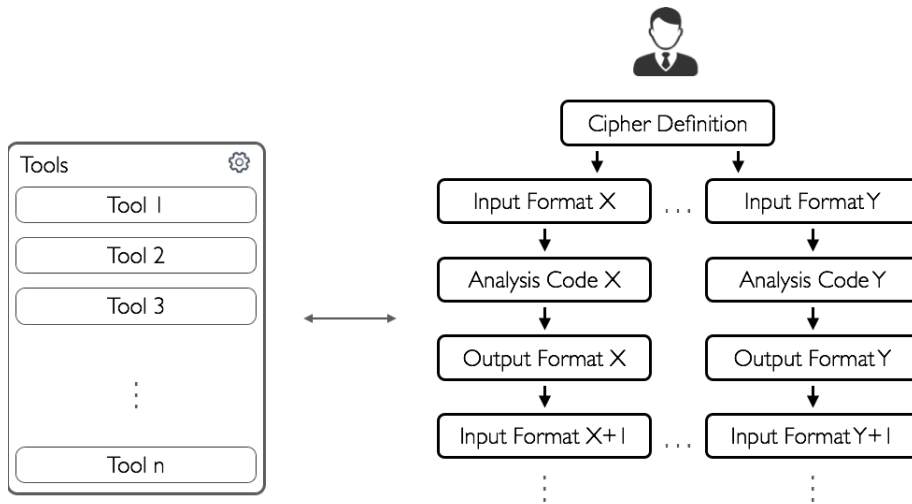 Tools
Tool 1
Tool 2
Tool 3
Tool n
Cipher Definition
Input Format X
...
Input Format Y
Analysis Code X
Analysis Code Y
Output Format X
Output Format Y
Input Format X+1
...
Input Format Y+1